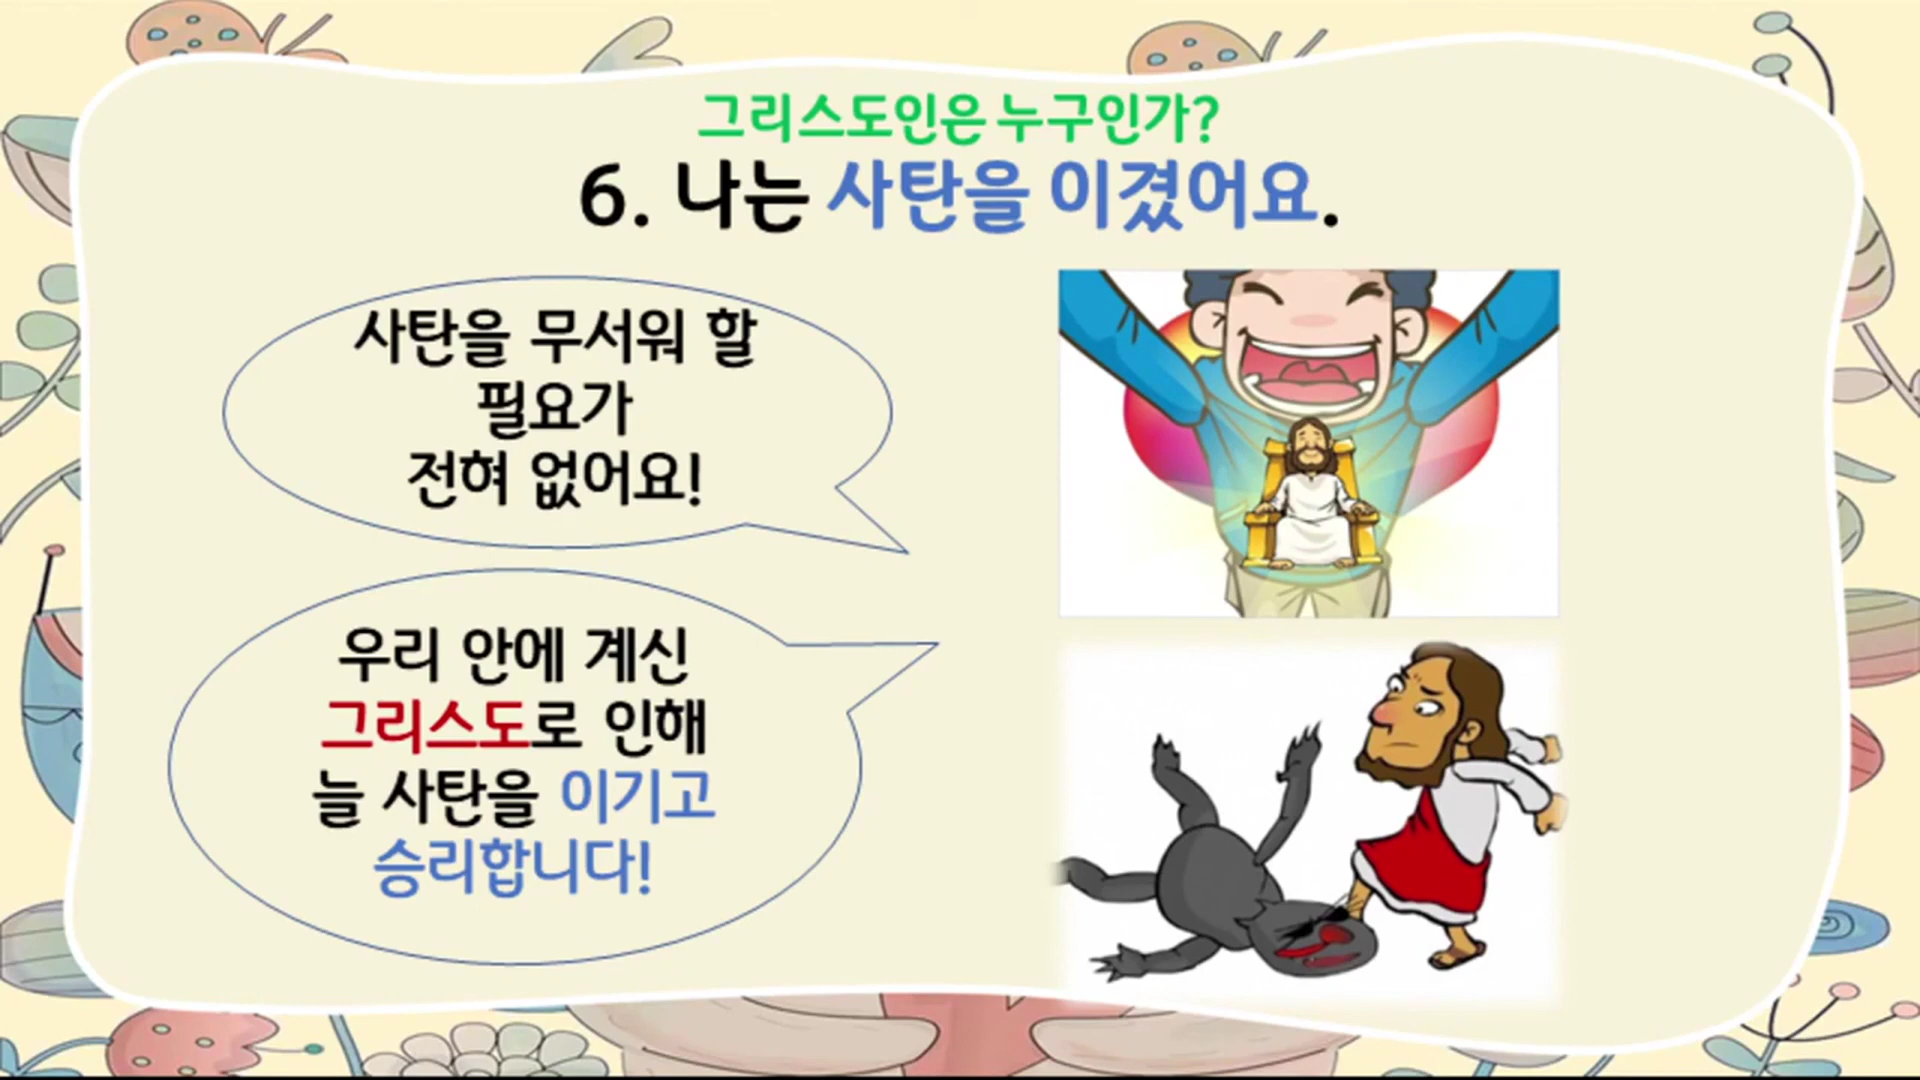 그리스도인은 누구인가?
6. 나는 사탄을 이겼어요.
사탄을 무서워 할
필요가
전혀 없어요!
우리 안에 계신
그리스도로 인해
늘 사탄을 이기고
승리합니다!